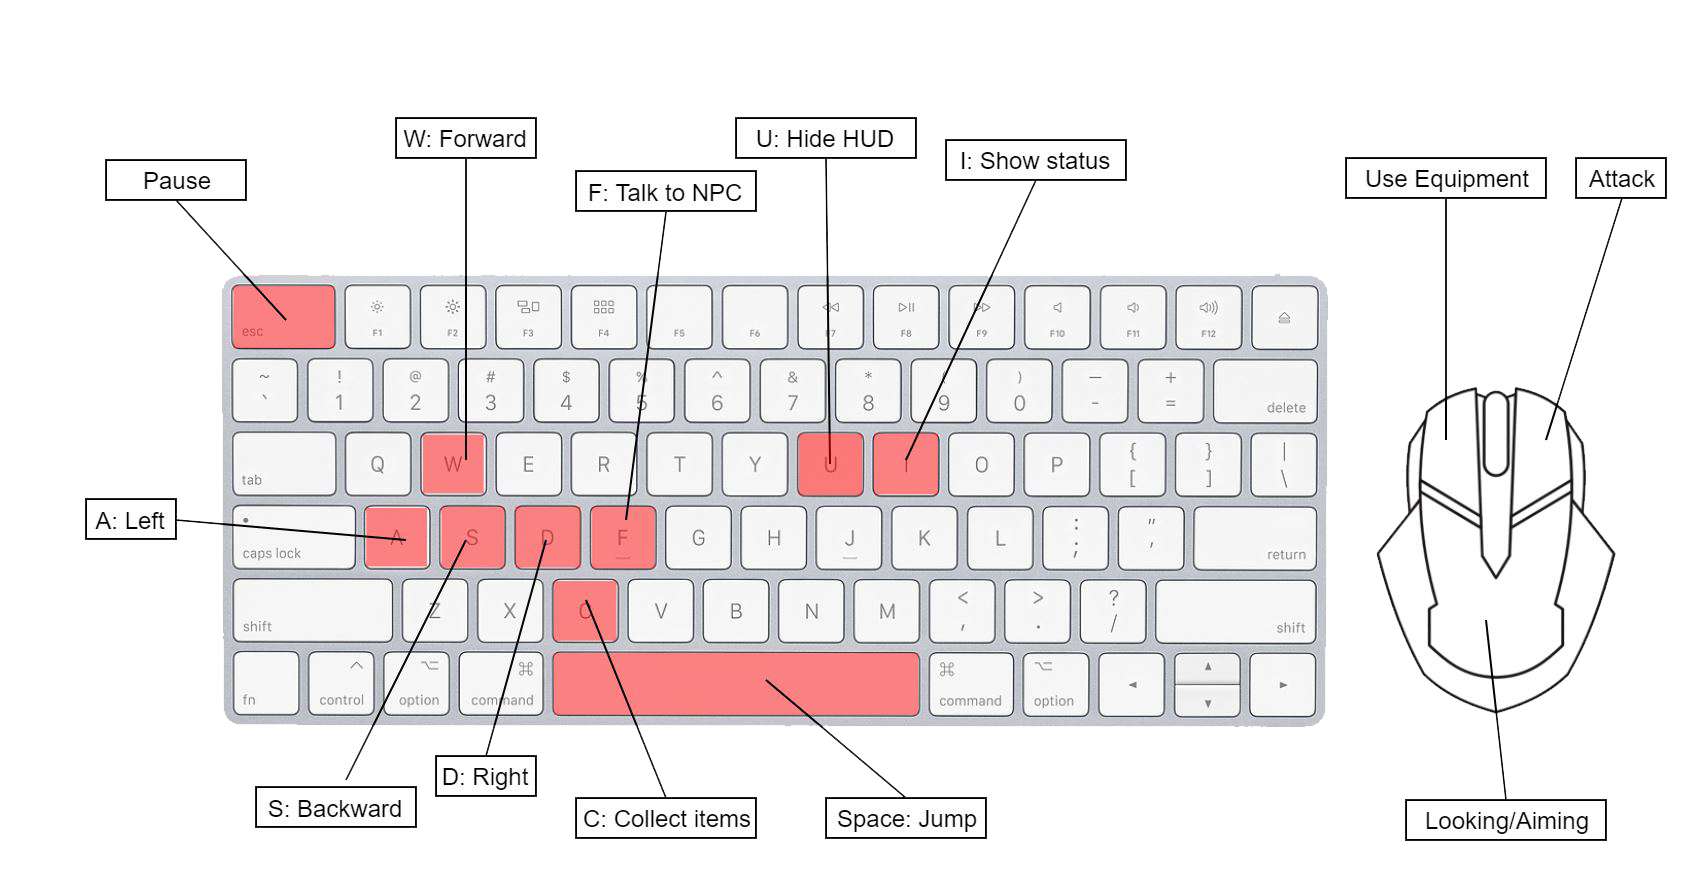 W: Forward
U: Hide HUD
I: Show status
Pause
F: Talk to NPC
Use Equipment
Attack
esc
F1
F2
F3
F4
F5
F6
F7
F8
F9
F10
F11
F12
~ `
! 1
@ 2
# 3
$ 4
% 5
^ 6
& 7
* 8
( 9
) 0
— -
+ =
delete
tab
Q
W
E
R
T
Y
U
I
O
P
{ [
} ]
| \
A: Left
caps lock
A
S
D
F
G
H
J
K
L
: ;
" ,
return
shift
Z
X
C
V
B
N
M
< ,
> .
? /
shift
fn
control
option
command
command
option
D: Right
S: Backward
C: Collect items
Space: Jump
Looking/Aiming